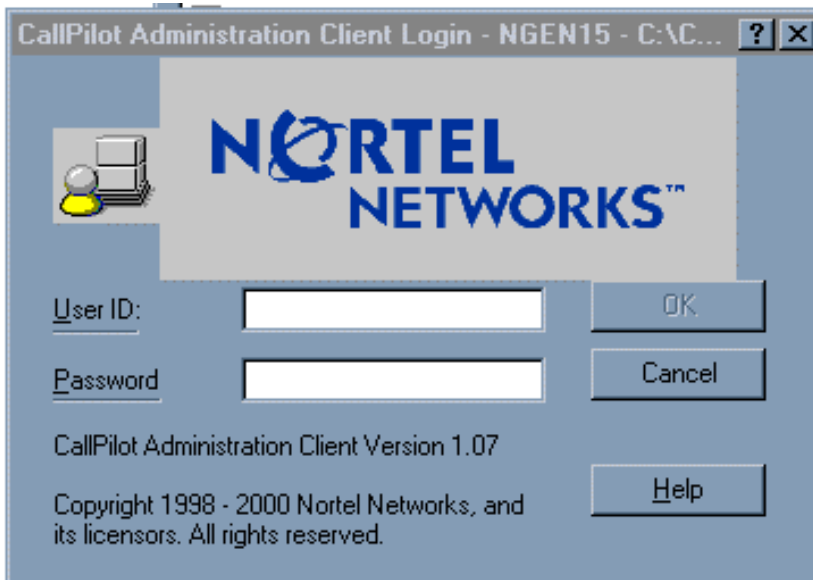 CallPilot Administration Client Login - NGEN15 - C:\C...
NORTEL
NETWORKS™
User ID:
OK
Password
Cancel
CallPilot Administration Client Version 1.07
Help
Copyright 1998 - 2000 Nortel Networks, and
its licensors. All rights reserved.